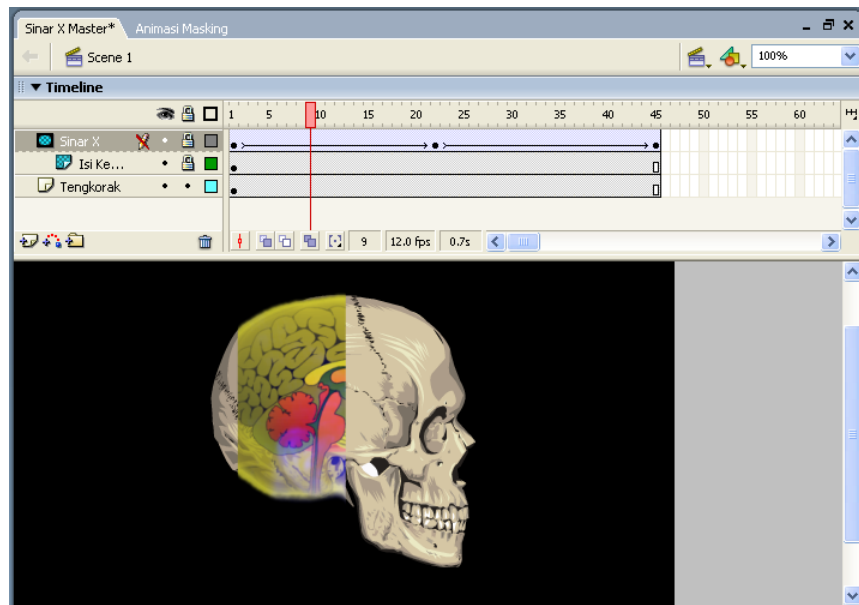 Sinar X Master* Animasi Masking
Scene 1 100%
Timeline
1 5 10 15 20 25 30 35 40 45 50 55 60
Sinar X
Isi Ke...
Tengkorak
9 12.0 fps 0.7s